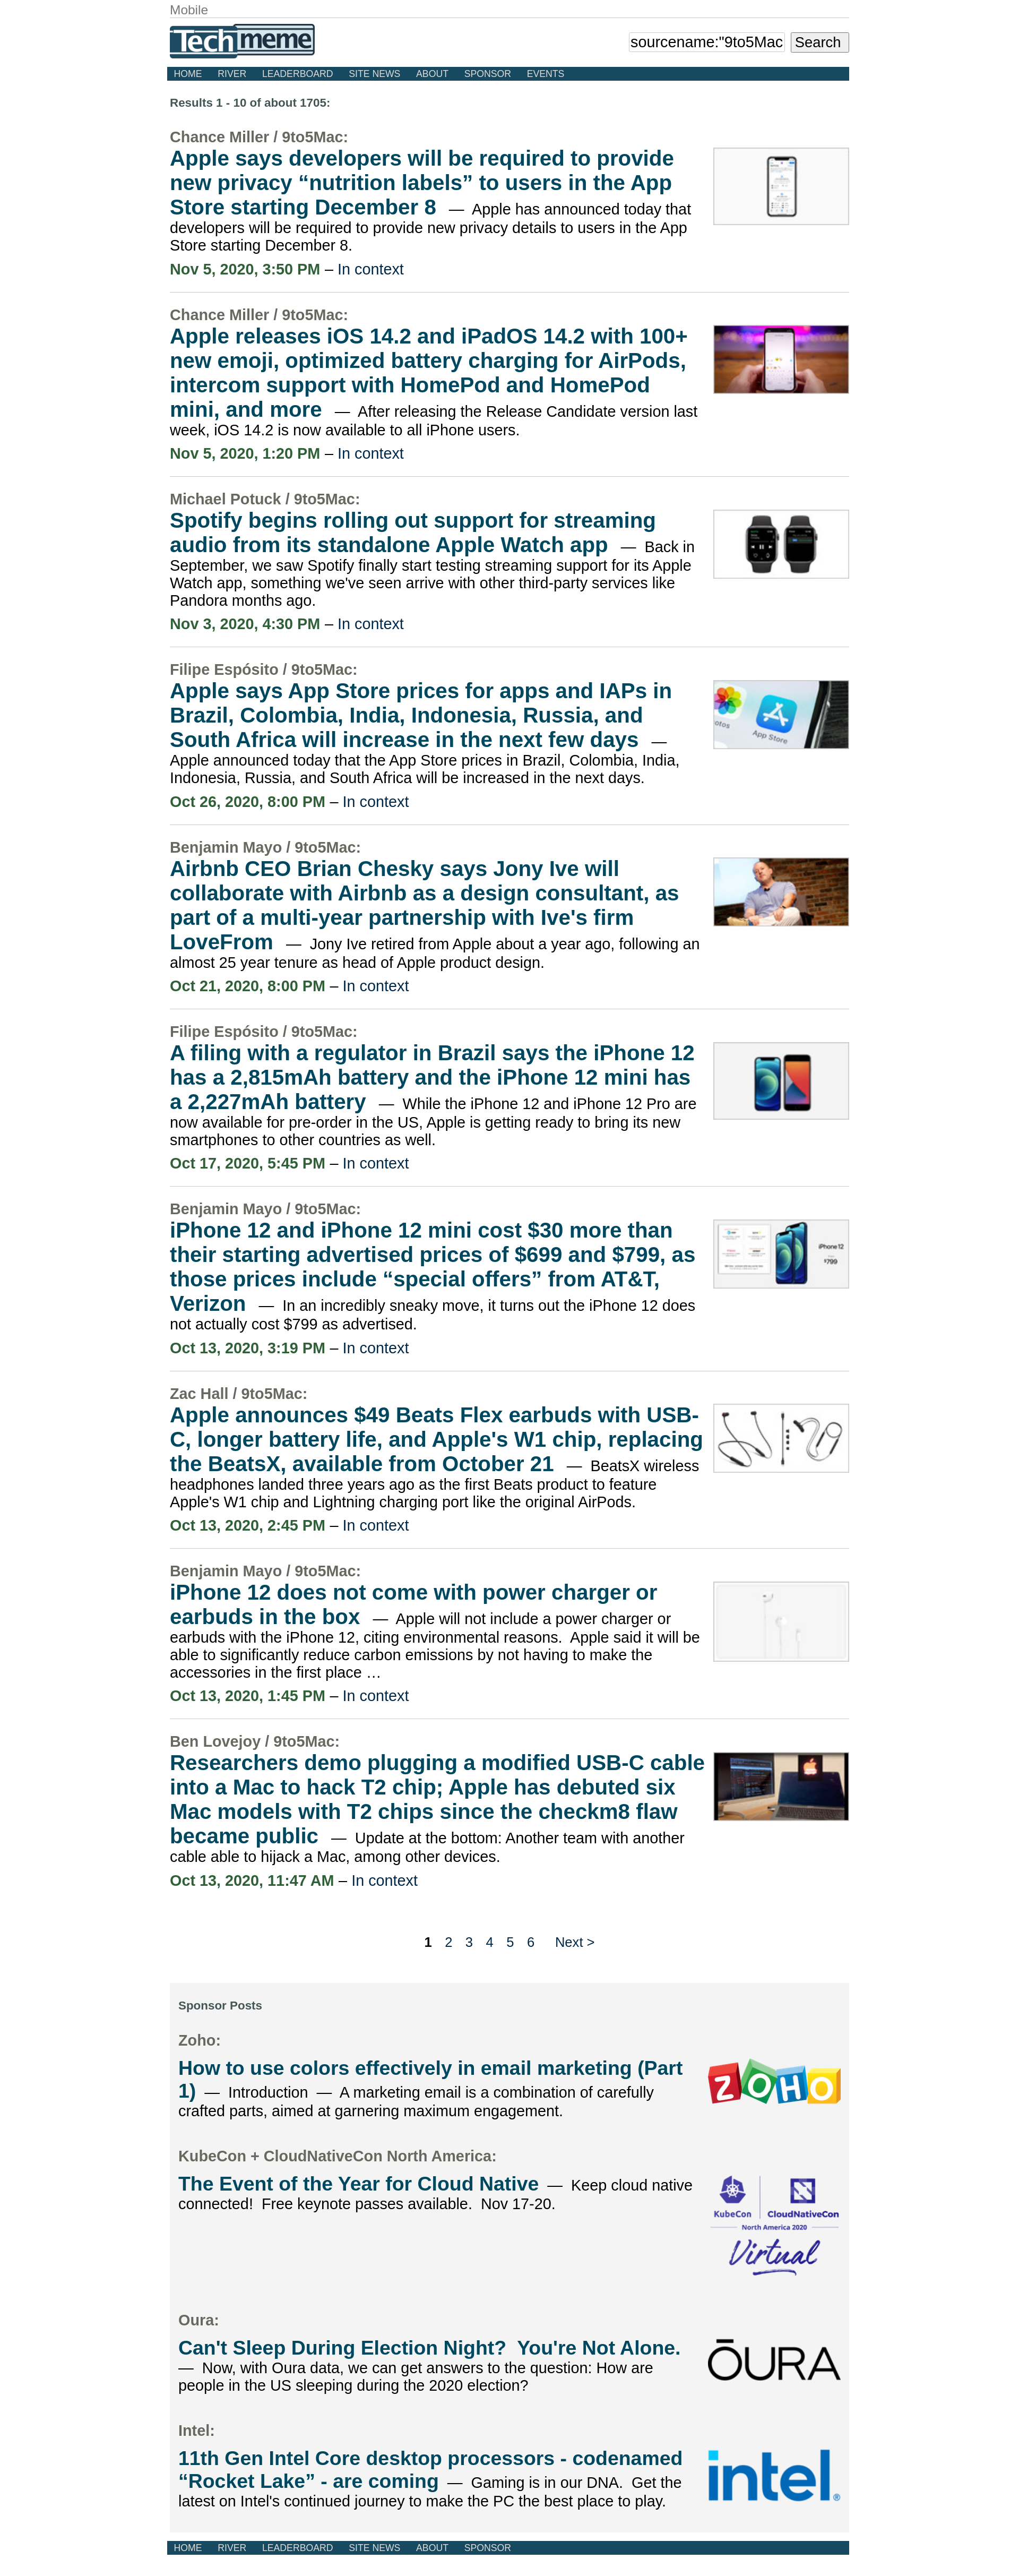 Mobile
Techmeme
sourcename:"9to5Mac
Search
HOME RIVER LEADERBOARD SITE NEWS ABOUT SPONSOR EVENTS
Results 1 - 10 of about 1705:
Chance Miller / 9to5Mac:
Apple says developers will be required to provide
new privacy “nutrition labels” to users in the App
Store starting December 8 — Apple has announced today that
developers will be required to provide new privacy details to users in the App
Store starting December 8.
Nov 5, 2020, 3:50 PM – In context
Chance Miller / 9to5Mac:
Apple releases iOS 14.2 and iPadOS 14.2 with 100+
new emoji, optimized battery charging for AirPods,
intercom support with HomePod and HomePod
mini, and more — After releasing the Release Candidate version last
week, iOS 14.2 is now available to all iPhone users.
Nov 5, 2020, 1:20 PM – In context
Michael Potuck / 9to5Mac:
Spotify begins rolling out support for streaming
audio from its standalone Apple Watch app — Back in
September, we saw Spotify finally start testing streaming support for its Apple
Watch app, something we've seen arrive with other third-party services like
Pandora months ago.
Nov 3, 2020, 4:30 PM – In context
Filipe Espósito / 9to5Mac:
Apple says App Store prices for apps and IAPs in
Brazil, Colombia, India, Indonesia, Russia, and
South Africa will increase in the next few days —
Apple announced today that the App Store prices in Brazil, Colombia, India,
Indonesia, Russia, and South Africa will be increased in the next days.
Oct 26, 2020, 8:00 PM – In context
otos
App Store
Benjamin Mayo / 9to5Mac:
Airbnb CEO Brian Chesky says Jony Ive will
collaborate with Airbnb as a design consultant, as
part of a multi-year partnership with Ive's firm
LoveFrom — Jony Ive retired from Apple about a year ago, following an
almost 25 year tenure as head of Apple product design.
Oct 21, 2020, 8:00 PM – In context
Filipe Espósito / 9to5Mac:
A filing with a regulator in Brazil says the iPhone 12
has a 2,815mAh battery and the iPhone 12 mini has
a 2,227mAh battery — While the iPhone 12 and iPhone 12 Pro are
now available for pre-order in the US, Apple is getting ready to bring its new
smartphones to other countries as well.
Oct 17, 2020, 5:45 PM – In context
Benjamin Mayo / 9to5Mac:
iPhone 12 and iPhone 12 mini cost $30 more than
their starting advertised prices of $699 and $799, as
those prices include “special offers” from AT&T,
Verizon — In an incredibly sneaky move, it turns out the iPhone 12 does
not actually cost $799 as advertised.
Oct 13, 2020, 3:19 PM – In context
iPhone 12
$799
Zac Hall / 9to5Mac:
Apple announces $49 Beats Flex earbuds with USB-
C, longer battery life, and Apple's W1 chip, replacing
the BeatsX, available from October 21 — BeatsX wireless
headphones landed three years ago as the first Beats product to feature
Apple's W1 chip and Lightning charging port like the original AirPods.
Oct 13, 2020, 2:45 PM – In context
Benjamin Mayo / 9to5Mac:
iPhone 12 does not come with power charger or
earbuds in the box — Apple will not include a power charger or
earbuds with the iPhone 12, citing environmental reasons. Apple said it will be
able to significantly reduce carbon emissions by not having to make the
accessories in the first place …
Oct 13, 2020, 1:45 PM – In context
Ben Lovejoy / 9to5Mac:
Researchers demo plugging a modified USB-C cable
into a Mac to hack T2 chip; Apple has debuted six
Mac models with T2 chips since the checkm8 flaw
became public — Update at the bottom: Another team with another
cable able to hijack a Mac, among other devices.
Oct 13, 2020, 11:47 AM – In context
1 2 3 4 5 6 Next >
Sponsor Posts
Zoho:
How to use colors effectively in email marketing (Part
1) — Introduction — A marketing email is a combination of carefully
crafted parts, aimed at garnering maximum engagement.
ZOHO
KubeCon + CloudNativeCon North America:
The Event of the Year for Cloud Native — Keep cloud native
connected! Free keynote passes available. Nov 17-20.
KubeCon CloudNativeCon
North America 2020
Virtual
Oura:
Can't Sleep During Election Night? You're Not Alone.
— Now, with Oura data, we can get answers to the question: How are
people in the US sleeping during the 2020 election?
ŌURA
Intel:
11th Gen Intel Core desktop processors - codenamed
“Rocket Lake” - are coming — Gaming is in our DNA. Get the
latest on Intel's continued journey to make the PC the best place to play.
intel®
HOME RIVER LEADERBOARD SITE NEWS ABOUT SPONSOR